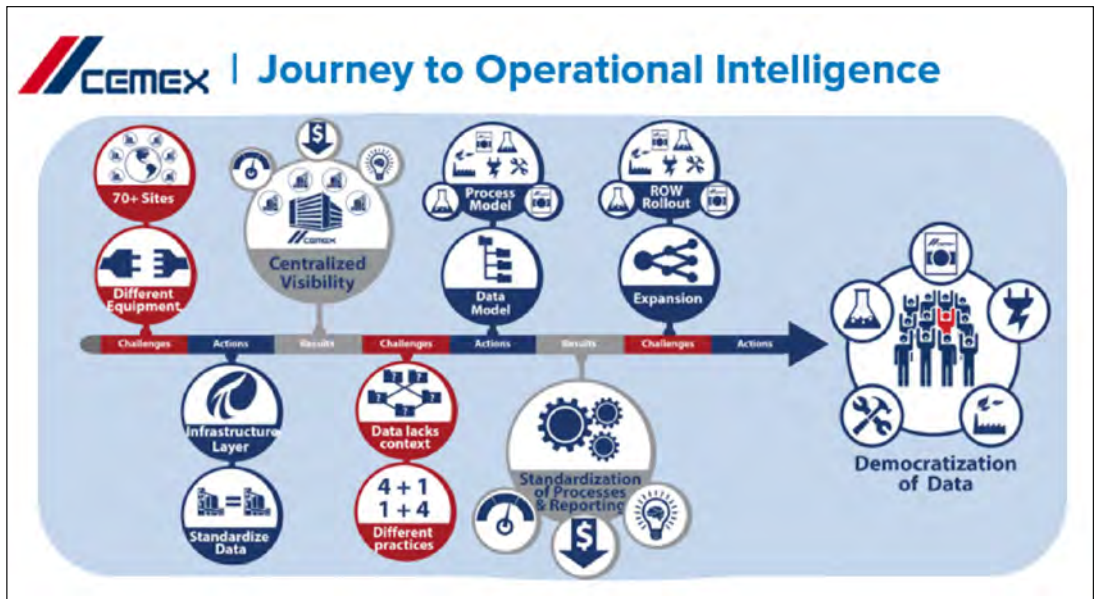 CEMEX | Journey to Operational Intelligence
70+ Sites
Different
Equipment
CEMEX
Centralized
Visibility
Process
Model
Data
Model
ROW
Rollout
Expansion
Challenges Actions Results Challenges Actions Results Challenges Actions
Infrastructure
Layer
Standardize
Data
Data lacks
context
4 + 1
1 + 4
Different
practices
Standardization
of Processes
& Reporting
Democratization
of Data